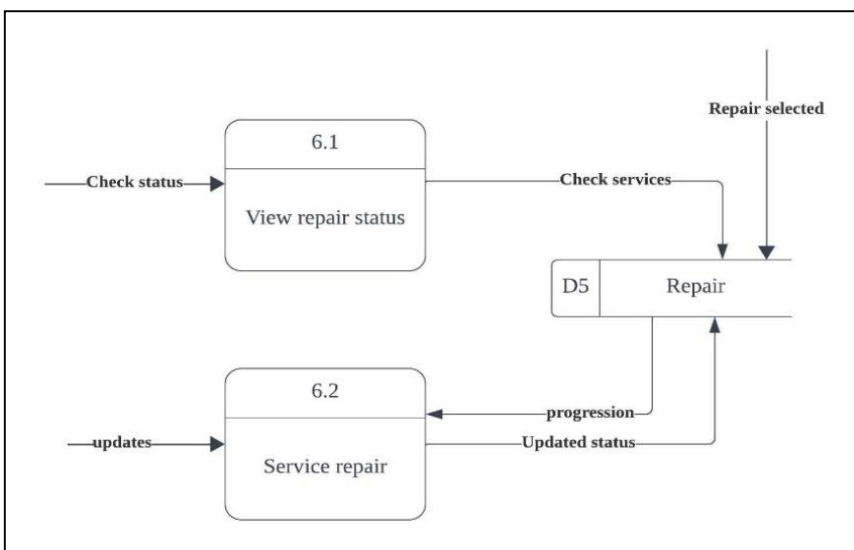 Repair selected
6.1
Check status
View repair status
Check services
D5
Repair
6.2
progression
updates
Updated status
Service repair